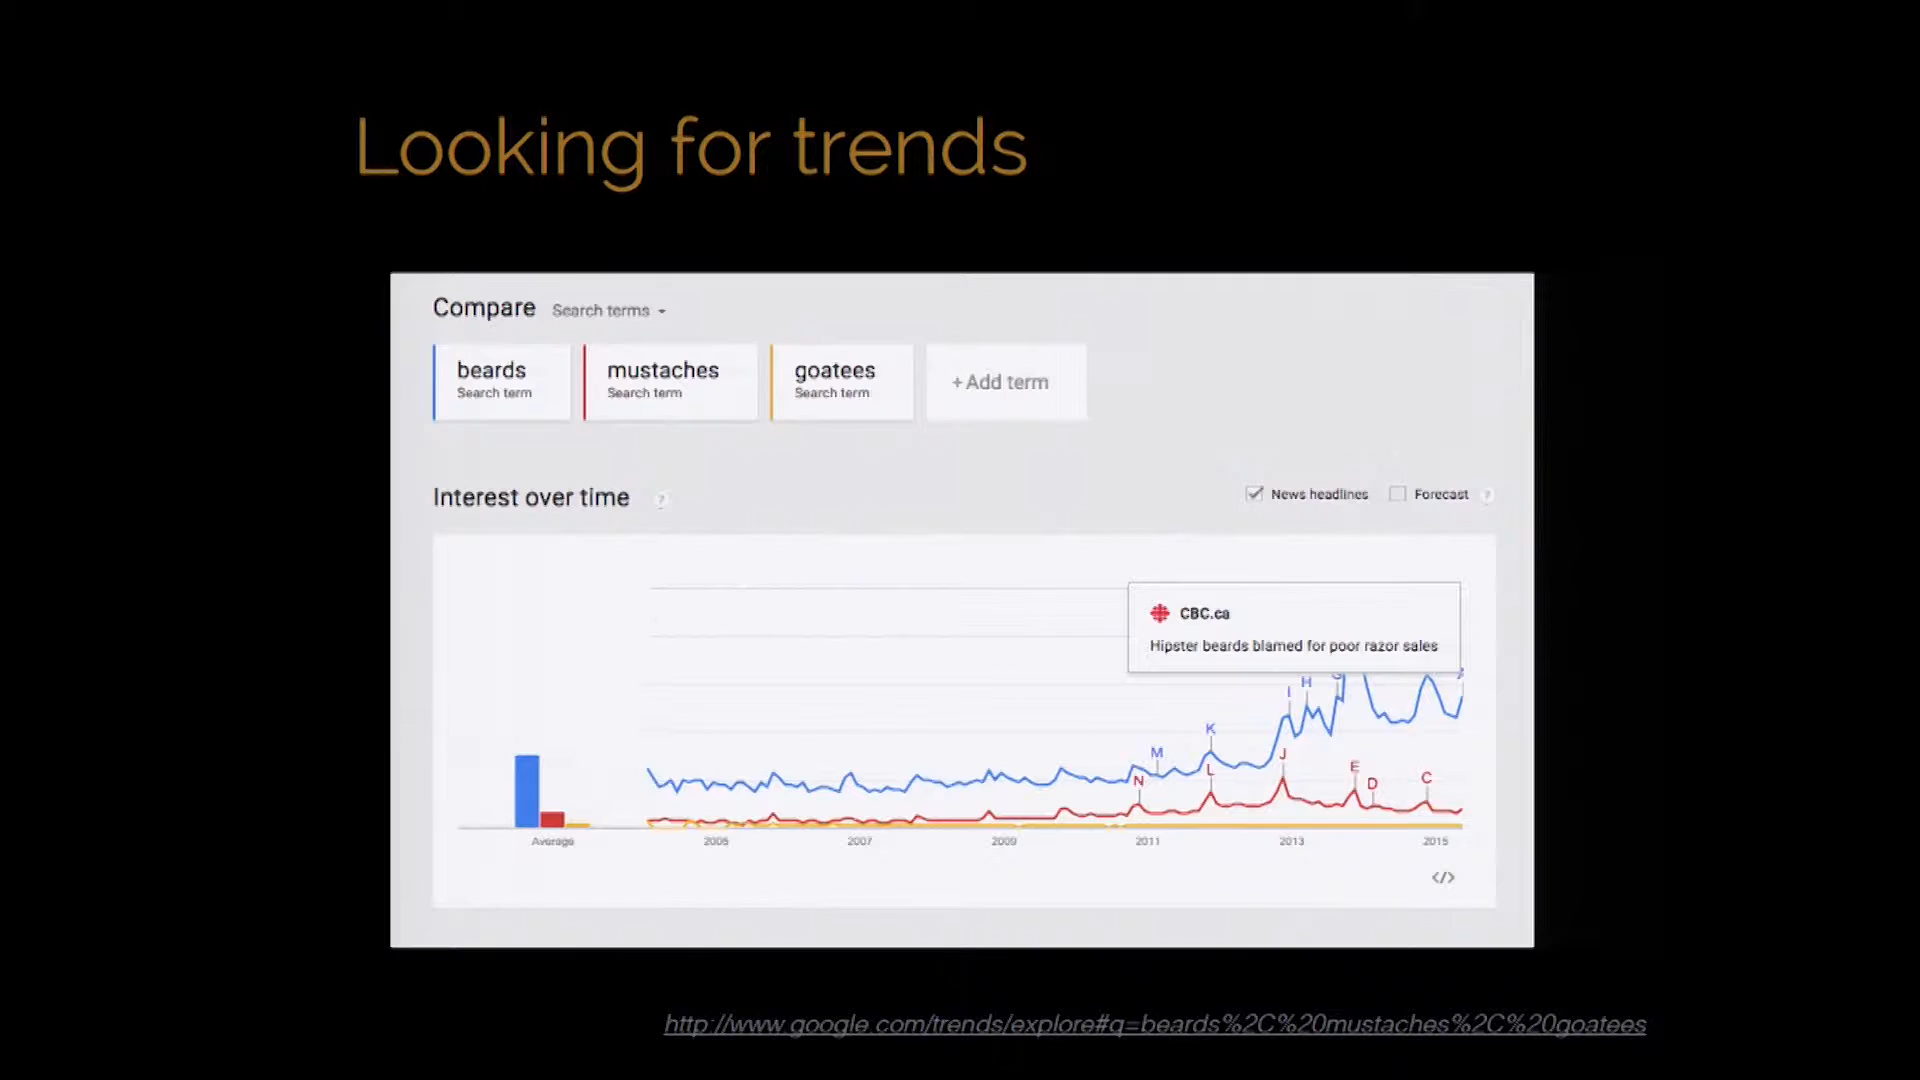 Looking for trends
Compare Search terms
beards mustaches goatees + Add term
Search term Search term Search term
Interest over time ? News headlines Forecast ?
CBC.ca
Hipster beards blamed for poor razor sales
I H
K
M
J
N L E D C
Average 2005 2007 2009 2011 2013 2015
</>
http://www.google.com/trends/explore#q=beards%2C%20mustaches%2C%20goatees